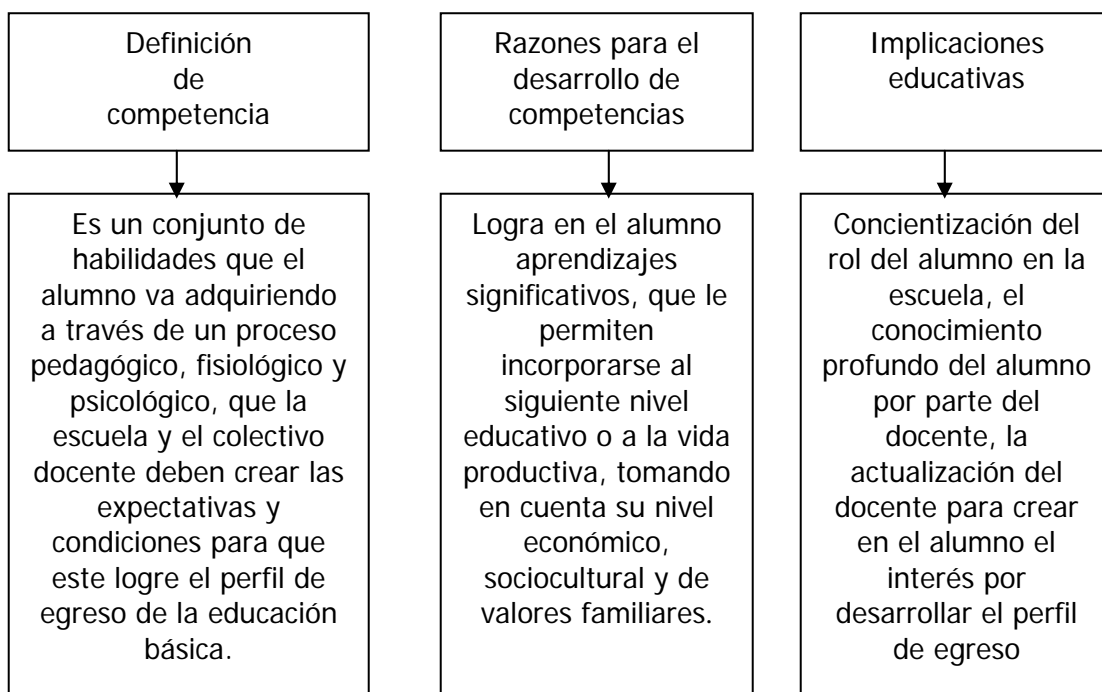 Definición
de
competencia
Razones para el
desarrollo de
competencias
Implicaciones
educativas
Es un conjunto de
habilidades que el
alumno va adquiriendo
a través de un proceso
pedagógico, fisiológico y
psicológico, que la
escuela y el colectivo
docente deben crear las
expectativas y
condiciones para que
este logre el perfil de
egreso de la educación
básica.
Logra en el alumno
aprendizajes
significativos, que le
permiten
incorporarse al
siguiente nivel
educativo o a la vida
productiva, tomando
en cuenta su nivel
económico,
sociocultural y de
valores familiares.
Concientización del
rol del alumno en la
escuela, el
conocimiento
profundo del alumno
por parte del
docente, la
actualización del
docente para crear
en el alumno el
interés por
desarrollar el perfil
de egreso